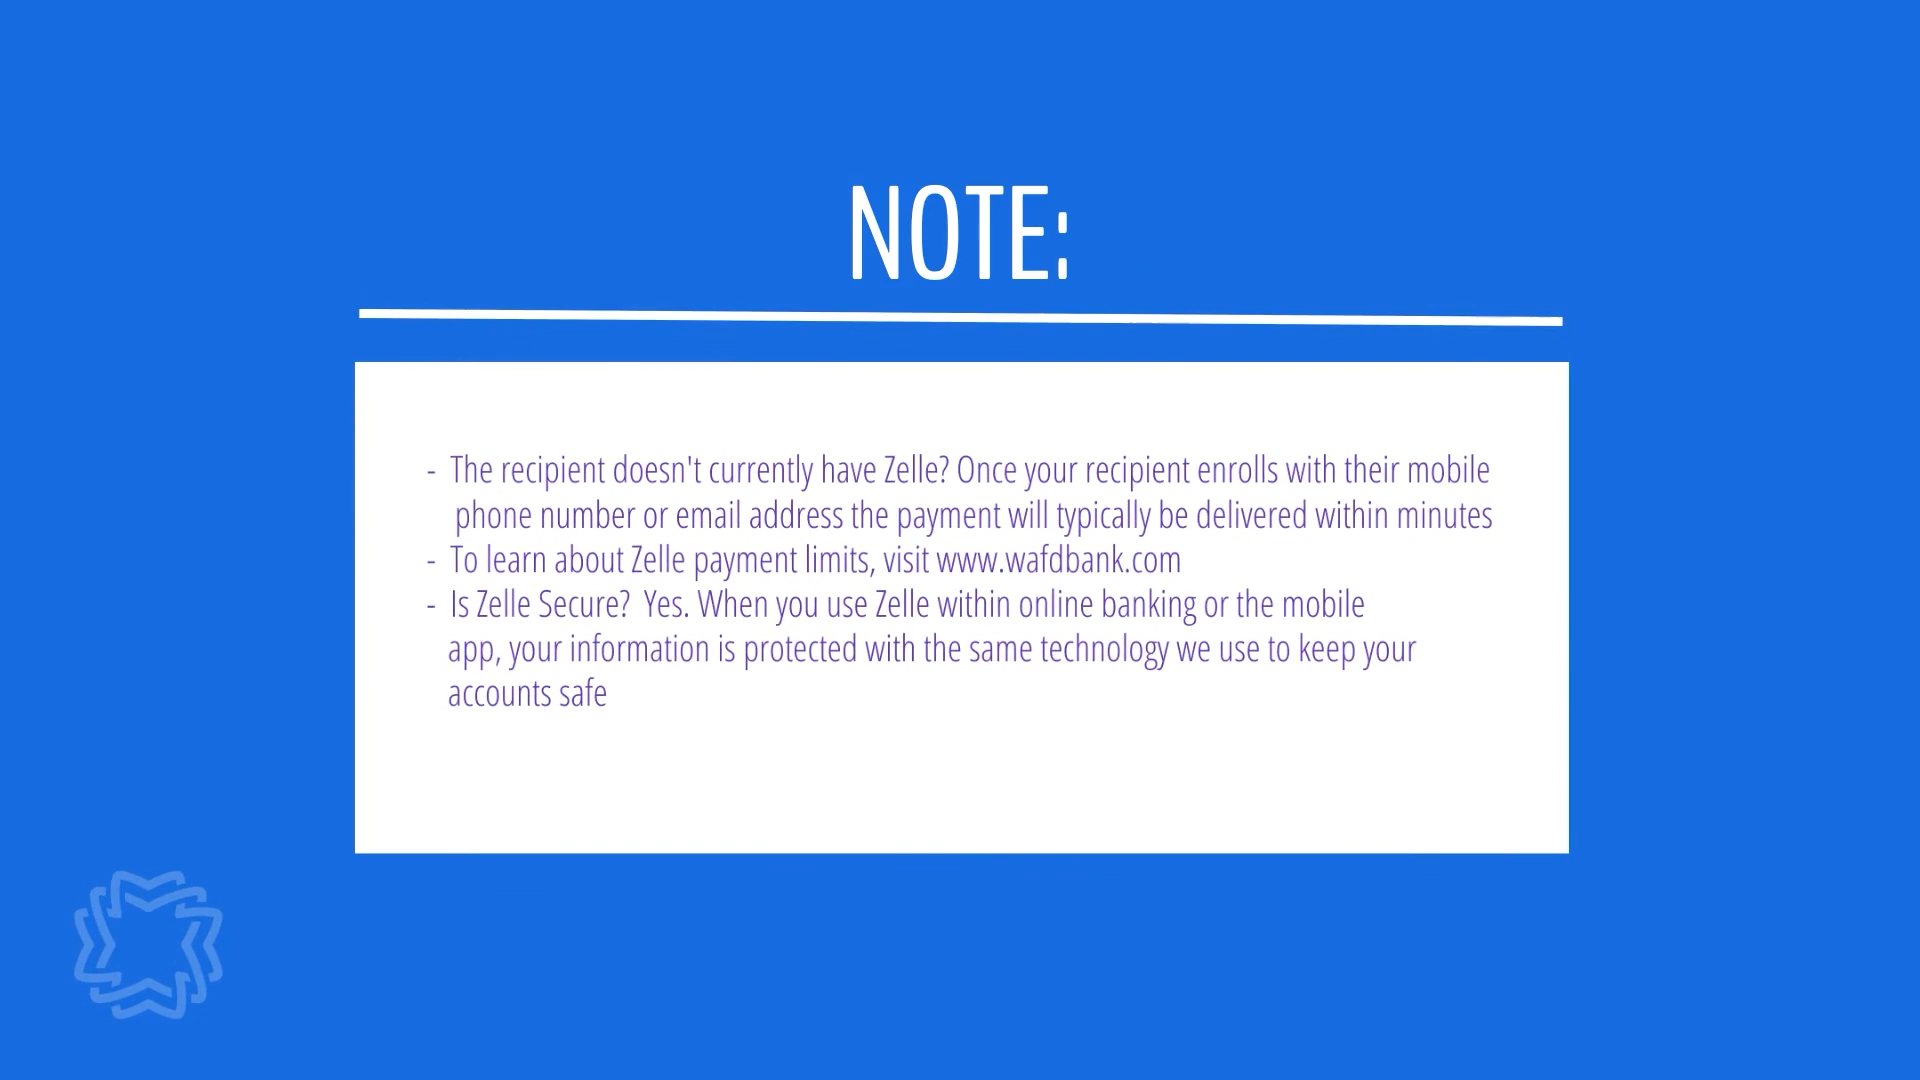 NOTE:
- The recipient doesn't currently have Zelle? Once your recipient enrolls with their mobile
phone number or email address the payment will typically be delivered within minutes
- To learn about Zelle payment limits, visit www.wafdbank.com
- Is Zelle Secure?  Yes. When you use Zelle within online banking or the mobile
app, your information is protected with the same technology we use to keep your
accounts safe